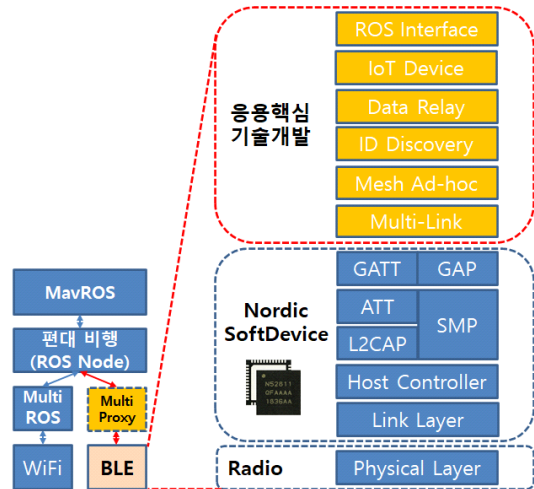 ROS Interface
IoT Device
Data Relay
ID Discovery
Mesh Ad-hoc
Multi-Link
응용핵심
기술개발
GATT
GAP
ATT
SMP
L2CAP
Host Controller
Link Layer
Nordic
SoftDevice
N52811
QFAAAA
1836AA
Radio
Physical Layer
MavROS
편대 비행
(ROS Node)
Multi
ROS
Multi
Proxy
WiFi
BLE